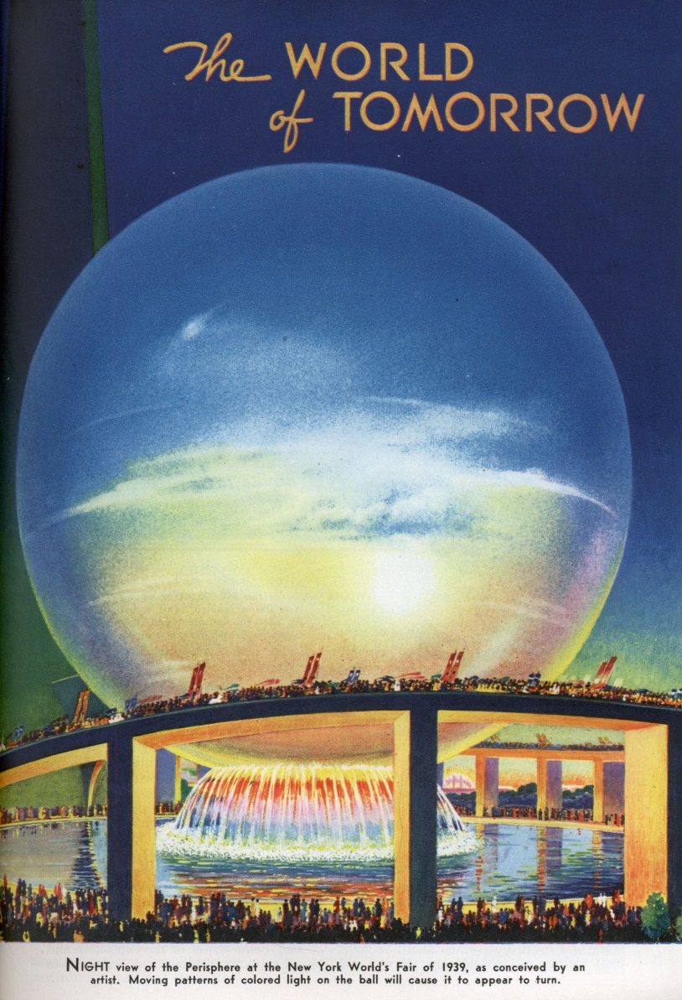 The WORLD
of TOMORROW
NIGHT view of the Perisphere at the New York World's Fair of 1939, as conceived by an
artist. Moving patterns of colored light on the ball will cause it to appear to turn.